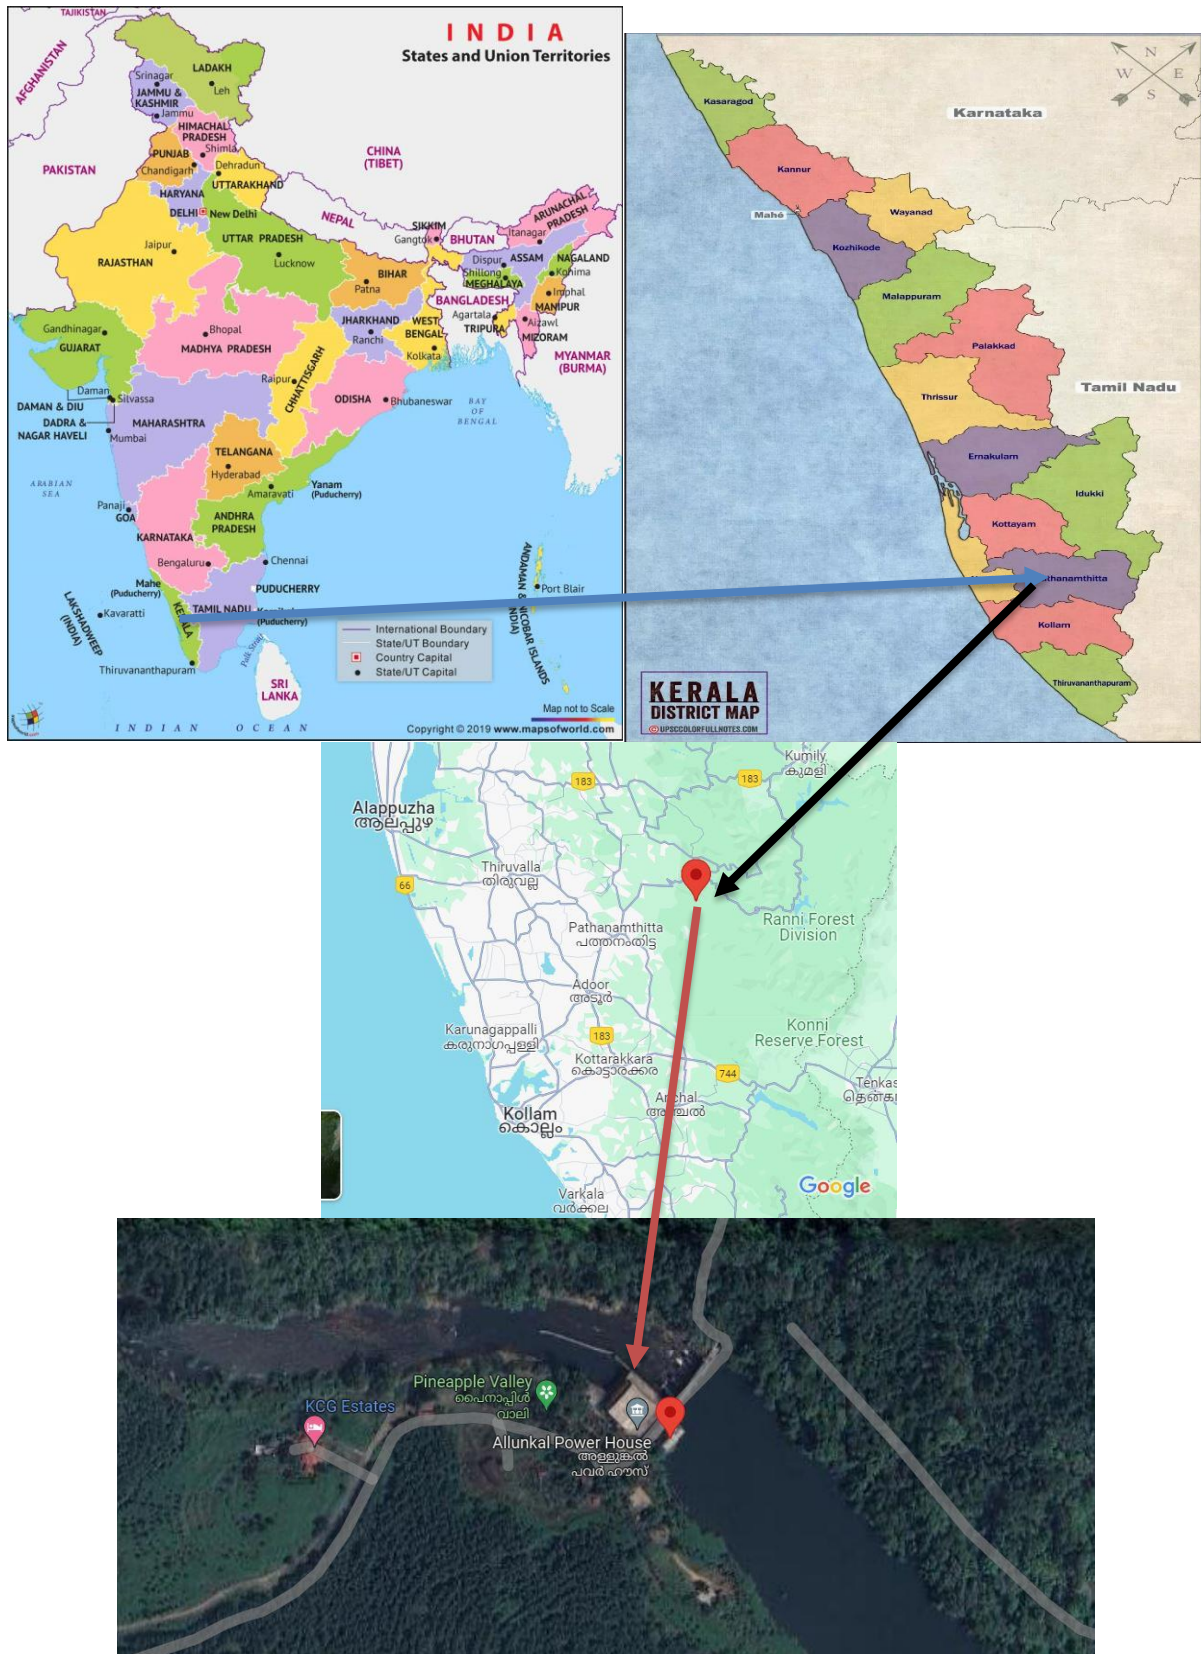 INDIA
States and Union Territories
TAJIKISTAN
AFGHANISTAN
PAKISTAN
CHINA
(TIBET)
NEPAL
BHUTAN
BANGLADESH
MYANMAR
(BURMA)
SRI
LANKA
LADAKH
Leh
Srinagar
JAMMU &
KASHMIR
Jammu
HIMACHAL
PRADESH
Shimla
PUNJAB
Chandigarh
Dehradun
UTTARAKHAND
HARYANA
DELHI
New Delhi
UTTAR PRADESH
Lucknow
Jaipur
RAJASTHAN
SIKKIM
Gangtok
ARUNACHAL
PRADESH
Itanagar
Dispur
ASSAM
NAGALAND
Kohima
Shillong
MEGHALAYA
Imphal
MANIPUR
Agartala
TRIPURA
Aizawl
MIZORAM
BIHAR
Patna
JHARKHAND
Ranchi
WEST
BENGAL
Kolkata
Gandhinagar
GUJARAT
Bhopal
MADHYA PRADESH
Raipur
CHHATTISGARH
ODISHA
Bhubaneswar
BAY
OF
BENGAL
Daman
Silvassa
DAMAN & DIU
DADRA &
NAGAR HAVELI
Mumbai
MAHARASHTRA
TELANGANA
Hyderabad
Amaravati
Yanam
(Puducherry)
ARABIAN
SEA
Panaji
GOA
ANDHRA
PRADESH
KARNATAKA
Bengaluru
Chennai
PUDUCHERRY
Mahe
(Puducherry)
KERALA
TAMIL NADU
(Puducherry)
LAKSHADWEEP
(INDIA)
Kavaratti
Thiruvananthapuram
Palk Strait
ANDAMAN & NICOBAR ISLANDS
Port Blair
International Boundary
State/UT Boundary
Country Capital
State/UT Capital
INDIAN OCEAN
Map not to Scale
Copyright © 2019 www.mapsofworld.com
N
W E
S
Karnataka
Tamil Nadu
Kasaragod
Kannur
Mahé
Wayanad
Kozhikode
Malappuram
Palakkad
Thrissur
Ernakulam
Idukki
Kottayam
thanamthitta
Kollam
Thiruvananthapuram
KERALA
DISTRICT MAP
© UPSCCOLORFULLNOTES.COM
Kumily
കുമളി
183
183
Alappuzha
ആലപ്പുഴ
Thiruvalla
തിരുവല്ല
66
Pathanamthitta
പത്തനംതിട്ട
Ranni Forest
Division
Adoor
അടൂർ
Karunagappalli
കരുനാഗപ്പള്ളി
183
Konni
Reserve Forest
Kottarakkara
കൊട്ടാരക്കര
744
Tenkas
Anchal
അഞ്ചൽ
Kollam
കൊല്ലം
Varkala
വർക്കല
Google
Pineapple Valley
പൈനാപ്പിൾ
വാലി
KCG Estates
Allunkal Power House
അള്ളുങ്കൽ
പവർ ഹൗസ്